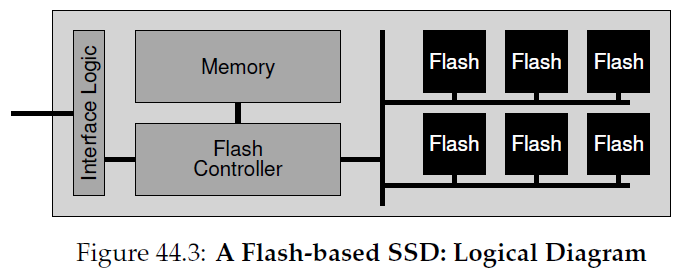 Interface Logic
Memory
Flash
Controller
Flash Flash Flash
Flash Flash Flash
Figure 44.3: A Flash-based SSD: Logical Diagram